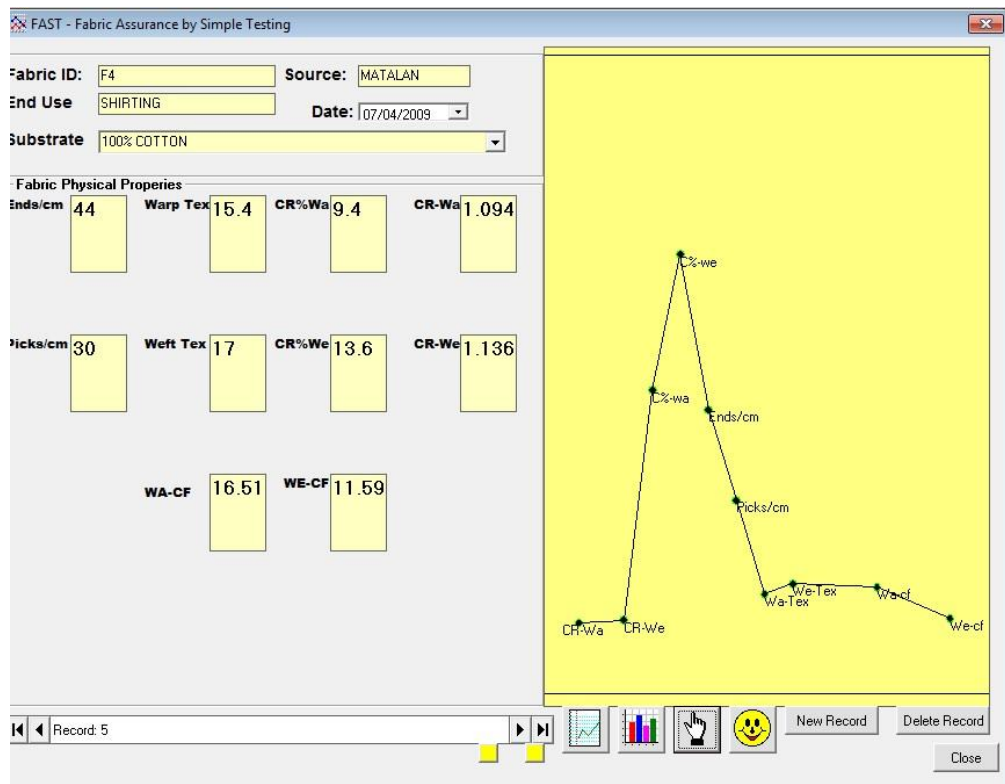 FAST - Fabric Assurance by Simple Testing
Fabric ID: F4 Source: MATALAN
End Use SHIRTING Date: 07/04/2009
Substrate 100% COTTON
Fabric Physical Properies
Ends/cm 44 Warp Tex 15.4 CR%Wa 9.4 CR-Wa 1.094
Picks/cm 30 Weft Tex 17 CR%We 13.6 CR-We 1.136
WA-CF 16.51 WE-CF 11.59
C%-we
C%-wa
Ends/cm
Picks/cm
We-Tex
Wa-Tex
Wa-cf
CR-Wa
CR-We
We-cf
Record: 5
New Record
Delete Record
Close